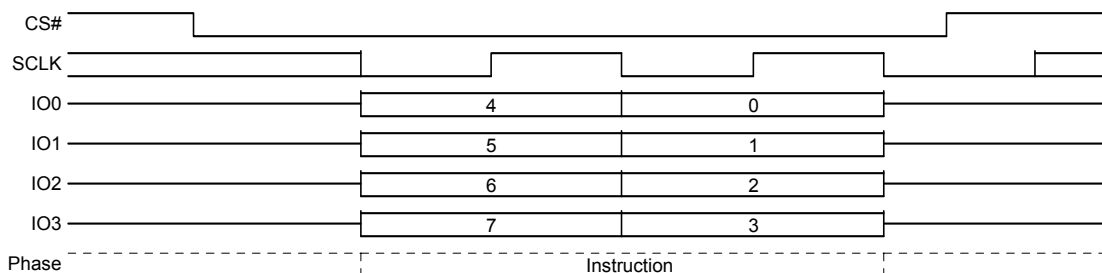 CS#
SCLK
IO0 4 0
IO1 5 1
IO2 6 2
IO3 7 3
Phase Instruction